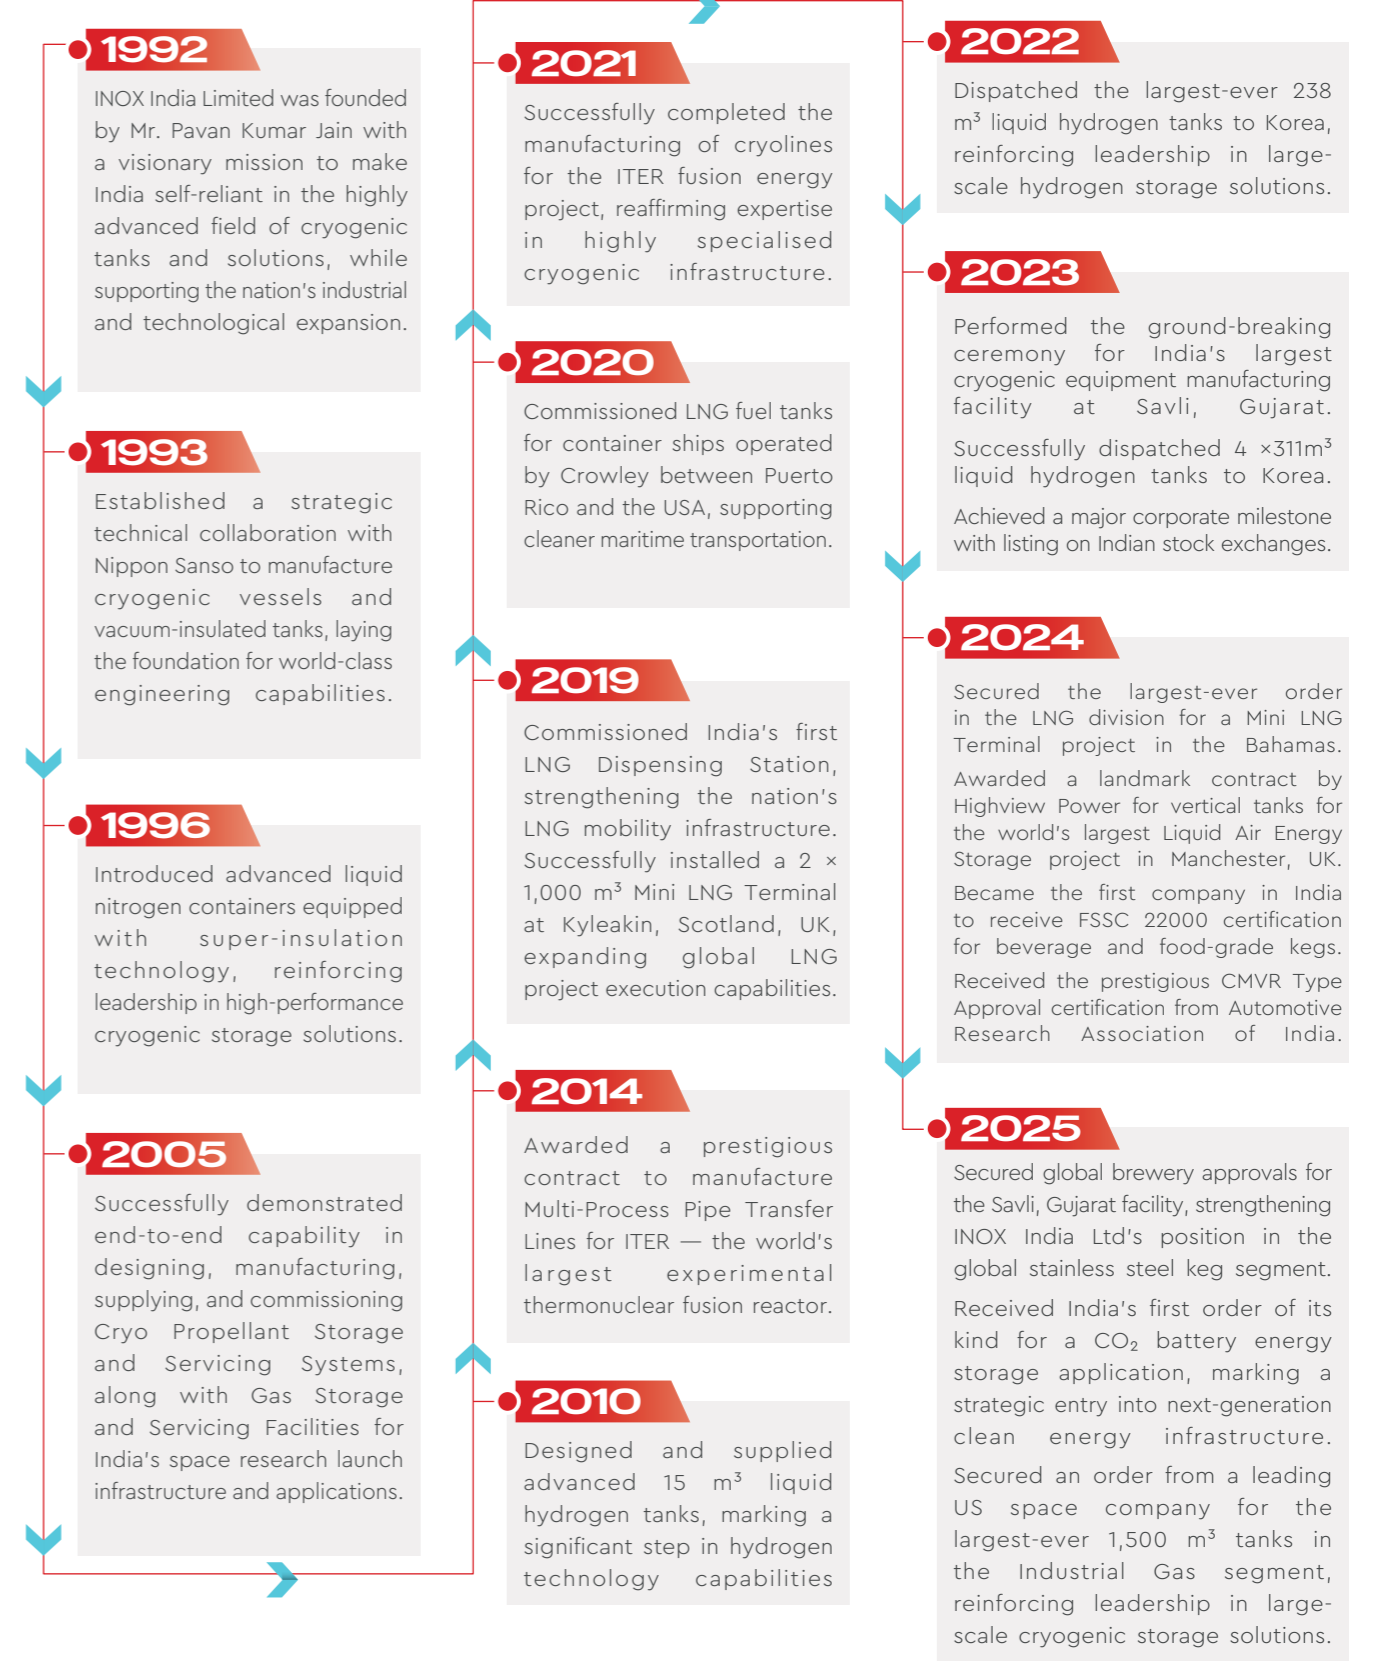 1992
INOX India Limited was founded
by Mr. Pavan Kumar Jain with
a visionary mission to make
India self-reliant in the highly
advanced field of cryogenic
tanks and solutions, while
supporting the nation's industrial
and technological expansion.
1993
Established a strategic
technical collaboration with
Nippon Sanso to manufacture
cryogenic vessels and
vacuum-insulated tanks, laying
the foundation for world-class
engineering capabilities.
1996
Introduced advanced liquid
nitrogen containers equipped
with super-insulation
technology, reinforcing
leadership in high-performance
cryogenic storage solutions.
2005
Successfully demonstrated
end-to-end capability in
designing, manufacturing,
supplying, and commissioning
Cryo Propellant Storage
and Servicing Systems,
along with Gas Storage
and Servicing Facilities for
India's space research launch
infrastructure and applications.
2010
Designed and supplied
advanced 15 m³ liquid
hydrogen tanks, marking a
significant step in hydrogen
technology capabilities
2014
Awarded a prestigious
contract to manufacture
Multi-Process Pipe Transfer
Lines for ITER — the world's
largest experimental
thermonuclear fusion reactor.
2019
Commissioned India's first
LNG Dispensing Station,
strengthening the nation's
LNG mobility infrastructure.
Successfully installed a 2 ×
1,000 m³ Mini LNG Terminal
at Kyleakin, Scotland, UK,
expanding global LNG
project execution capabilities.
2020
Commissioned LNG fuel tanks
for container ships operated
by Crowley between Puerto
Rico and the USA, supporting
cleaner maritime transportation.
2021
Successfully completed the
manufacturing of cryolines
for the ITER fusion energy
project, reaffirming expertise
in highly specialised
cryogenic infrastructure.
2022
Dispatched the largest-ever 238
m³ liquid hydrogen tanks to Korea,
reinforcing leadership in large-
scale hydrogen storage solutions.
2023
Performed the ground-breaking
ceremony for India's largest
cryogenic equipment manufacturing
facility at Savli, Gujarat.
Successfully dispatched 4 ×311m³
liquid hydrogen tanks to Korea.
Achieved a major corporate milestone
with listing on Indian stock exchanges.
2024
Secured the largest-ever order
in the LNG division for a Mini LNG
Terminal project in the Bahamas.
Awarded a landmark contract by
Highview Power for vertical tanks for
the world's largest Liquid Air Energy
Storage project in Manchester, UK.
Became the first company in India
to receive FSSC 22000 certification
for beverage and food-grade kegs.
Received the prestigious CMVR Type
Approval certification from Automotive
Research Association of India.
2025
Secured global brewery approvals for
the Savli, Gujarat facility, strengthening
INOX India Ltd's position in the
global stainless steel keg segment.
Received India's first order of its
kind for a CO₂ battery energy
storage application, marking a
strategic entry into next-generation
clean energy infrastructure.
Secured an order from a leading
US space company for the
largest-ever 1,500 m³ tanks in
the Industrial Gas segment,
reinforcing leadership in large-
scale cryogenic storage solutions.